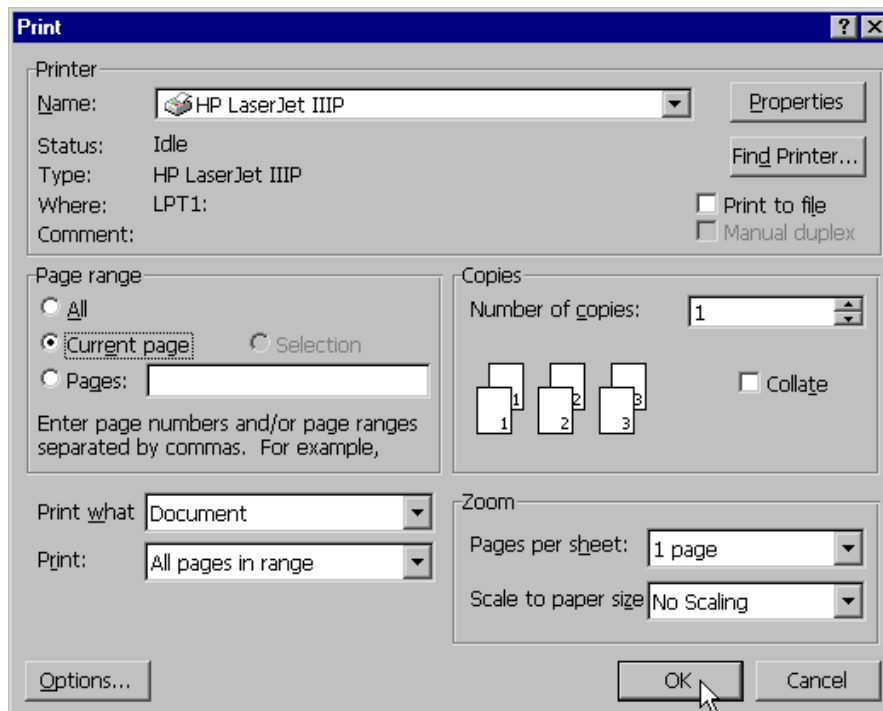 Print
Printer
Name: HP LaserJet IIIP Properties
Status: Idle
Find Printer...
Type: HP LaserJet IIIP
Where: LPT1: Print to file
Comment: Manual duplex
Page range
All
Current page Selection
Pages:
Enter page numbers and/or page ranges
separated by commas. For example,
Copies
Number of copies: 1
1 1 2 2 3 3
Collate
Print what Document
Print: All pages in range
Zoom
Pages per sheet: 1 page
Scale to paper size No Scaling
Options... OK Cancel